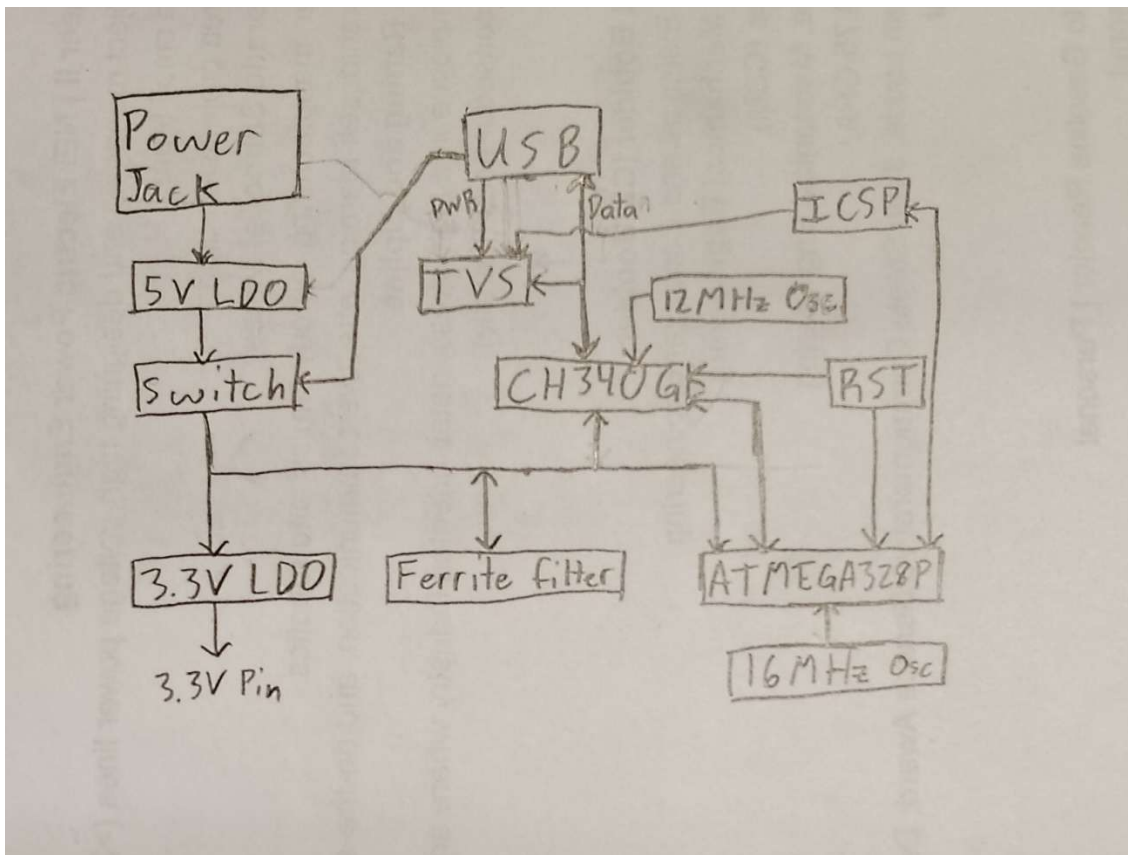 Power
Jack
USB
PWR
Data
ICSP
5V LDO
TVS
12MHz Osc
Switch
CH340G
RST
3.3V LDO
Ferrite filter
ATMEGA328P
3.3V Pin
16MHz Osc